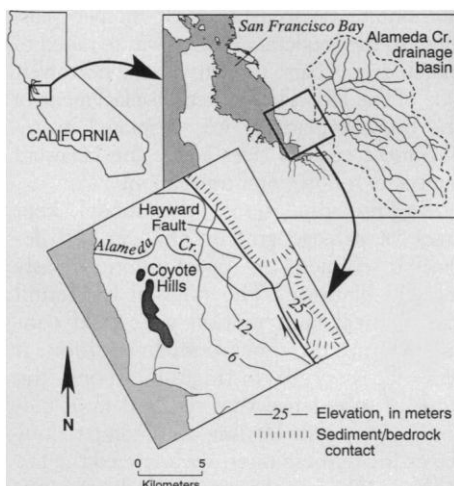 San Francisco Bay
Alameda Cr.
drainage
basin
CALIFORNIA
Hayward
Fault
Alameda
Cr.
Coyote
Hills
25
12
6
N
—25— Elevation, in meters
Sediment/bedrock
contact
0 5
Kilometers